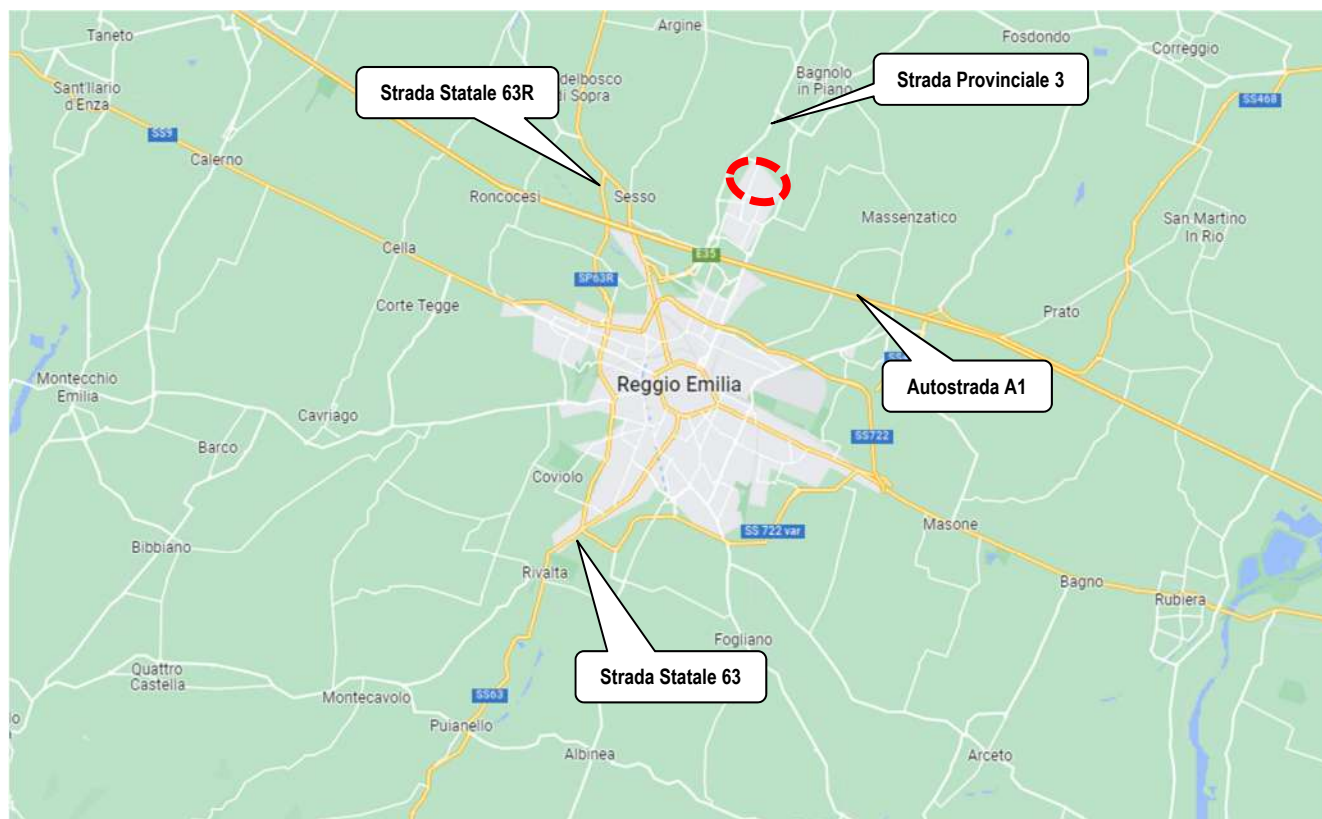 Taneto
Argine
Fosdondo
Correggio
Sant'Ilario
d'Enza
delbosco
di Sopra
Bagnolo
in Piano
Strada Statale 63R
Strada Provinciale 3
SS468
SS9
Calerno
Roncocesi
Sesso
Massenzatico
San Martino
In Rio
Cella
E35
SP63R
Corte Tegge
Prato
Montecchio
Emilia
Reggio Emilia
Autostrada A1
Cavriago
Barco
SS722
Coviolo
SS 722 var
Masone
Bibbiano
Rivalta
Bagno
Rubiera
Fogliano
Quattro
Castella
Strada Statale 63
Montecavolo
SS63
Puianello
Albinea
Arceto